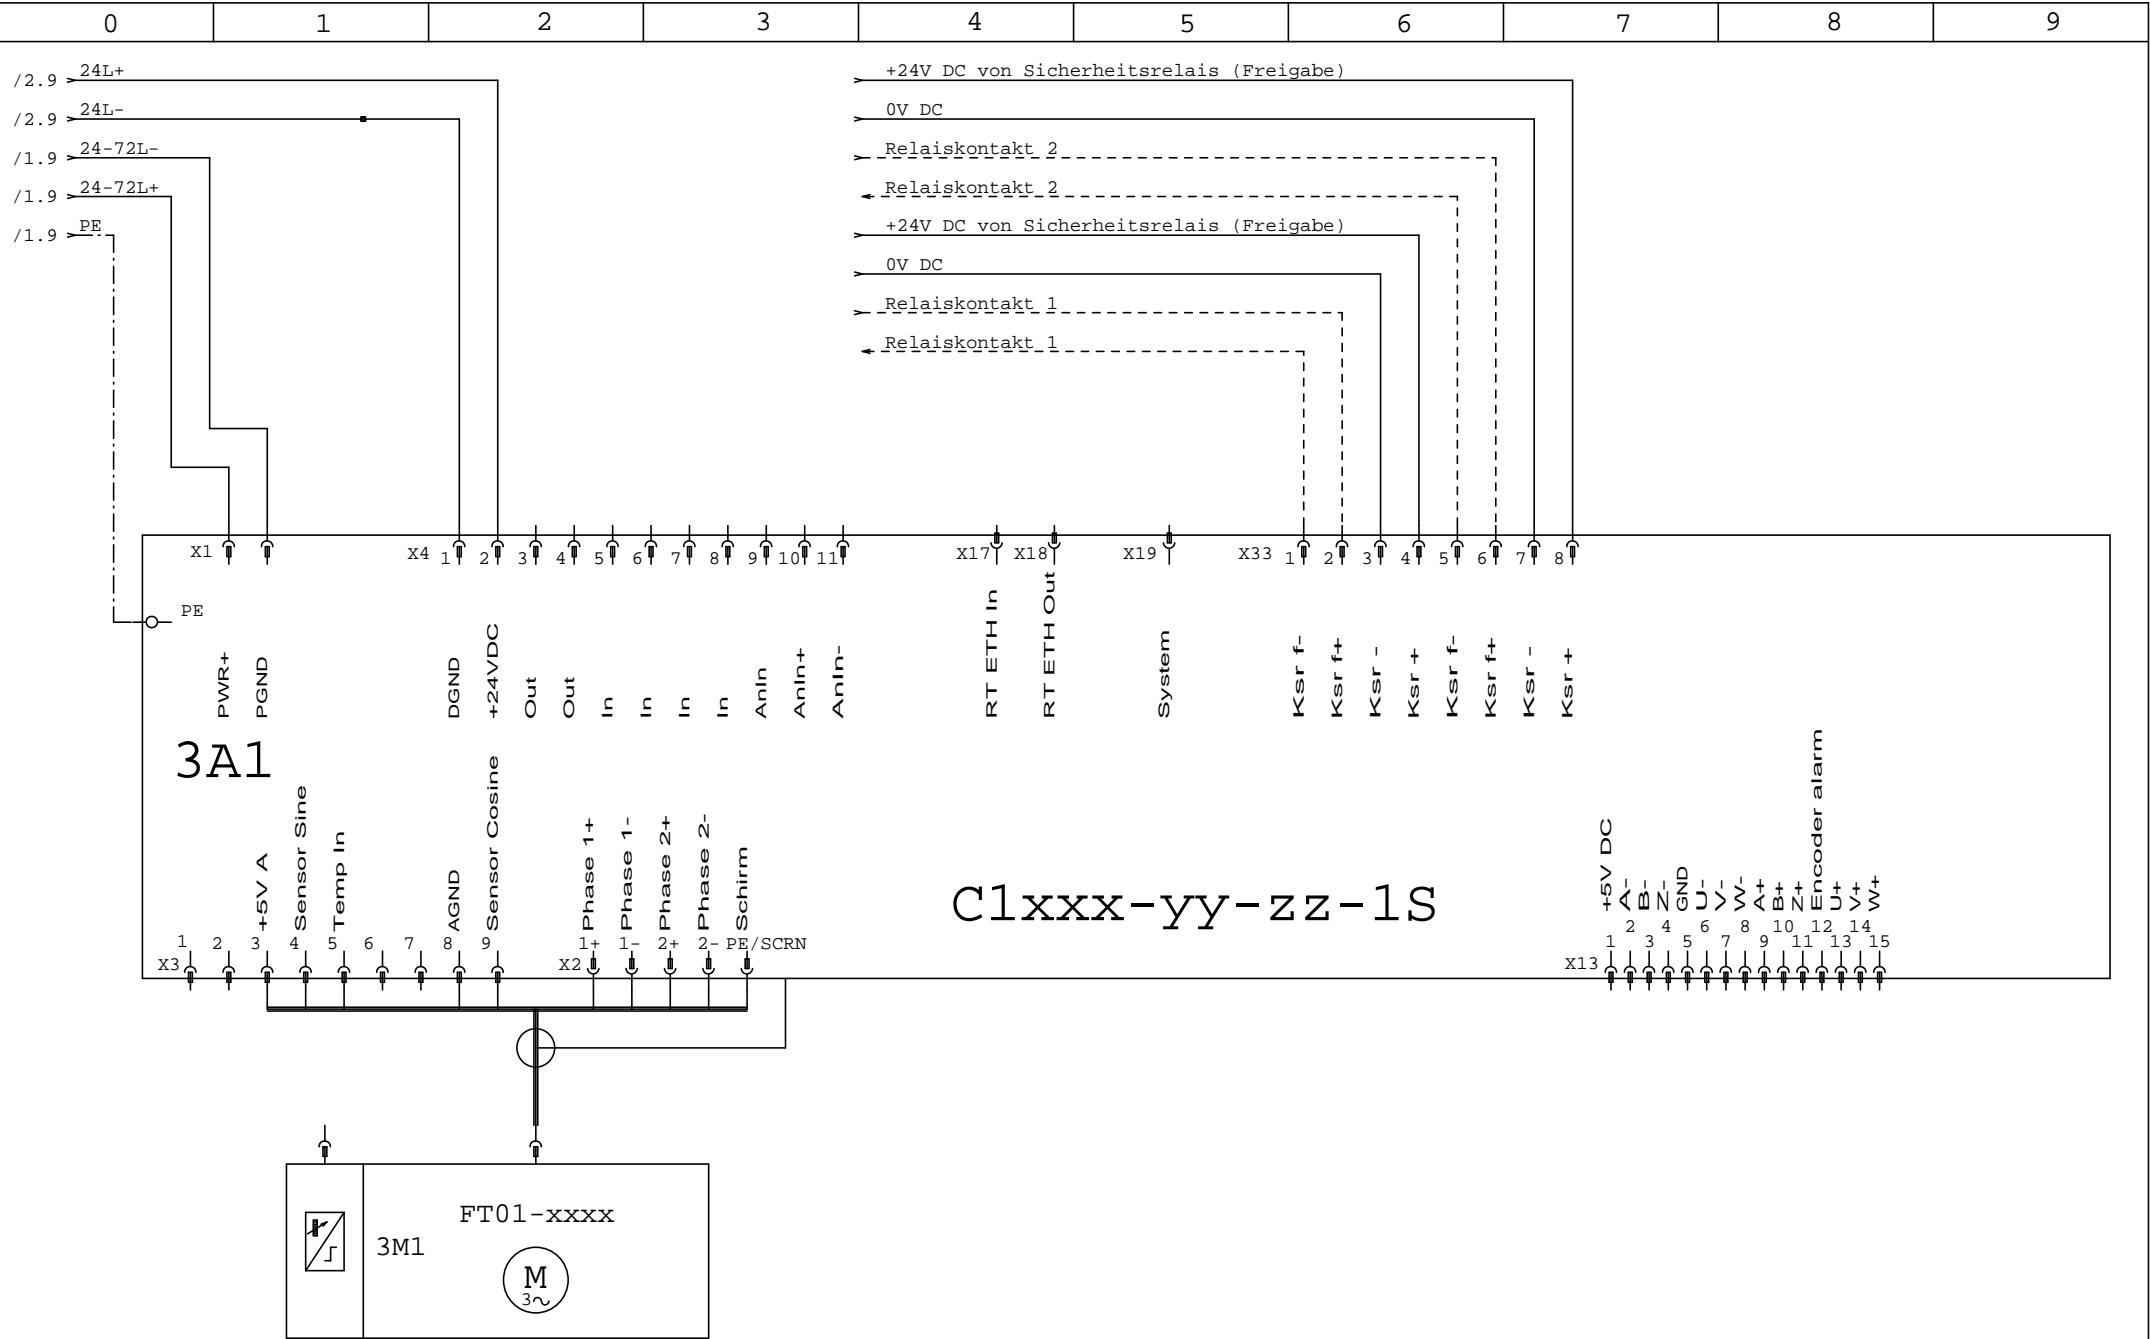 0 1 2 3 4 5 6 7 8 9
/2.9 24L+
/2.9 24L-
/1.9 24-72L-
/1.9 24-72L+
/1.9 PE
+24V DC von Sicherheitsrelais (Freigabe)
0V DC
Relaiskontakt 2
Relaiskontakt 2
+24V DC von Sicherheitsrelais (Freigabe)
0V DC
Relaiskontakt 1
Relaiskontakt 1
X1 X4 1 2 3 4 5 6 7 8 9 10 11 X17 X18 X19 X33 1 2 3 4 5 6 7 8
PE
PWR+
PGND
DGND
+24VDC
Out
Out
In
In
In
In
AnIn
AnIn+
AnIn-
RT ETH In
RT ETH Out
System
Ksr f-
Ksr f+
Ksr -
Ksr +
Ksr f-
Ksr f+
Ksr -
Ksr +
3A1
C1xxx-yy-zz-1S
+5V A
Sensor Sine
Temp In
AGND
Sensor Cosine
Phase 1+
Phase 1-
Phase 2+
Phase 2-
Schirm
+5V DC
A-
B-
Z-
GND
U-
V-
W-
A+
B+
Z+
Encoder alarm
U+
V+
W+
X3 1 2 3 4 5 6 7 8 9 X2 1+ 1- 2+ 2- PE/SCRN
X13 1 2 3 4 5 6 7 8 9 10 11 12 13 14 15
FT01-xxxx
3M1
M
3~